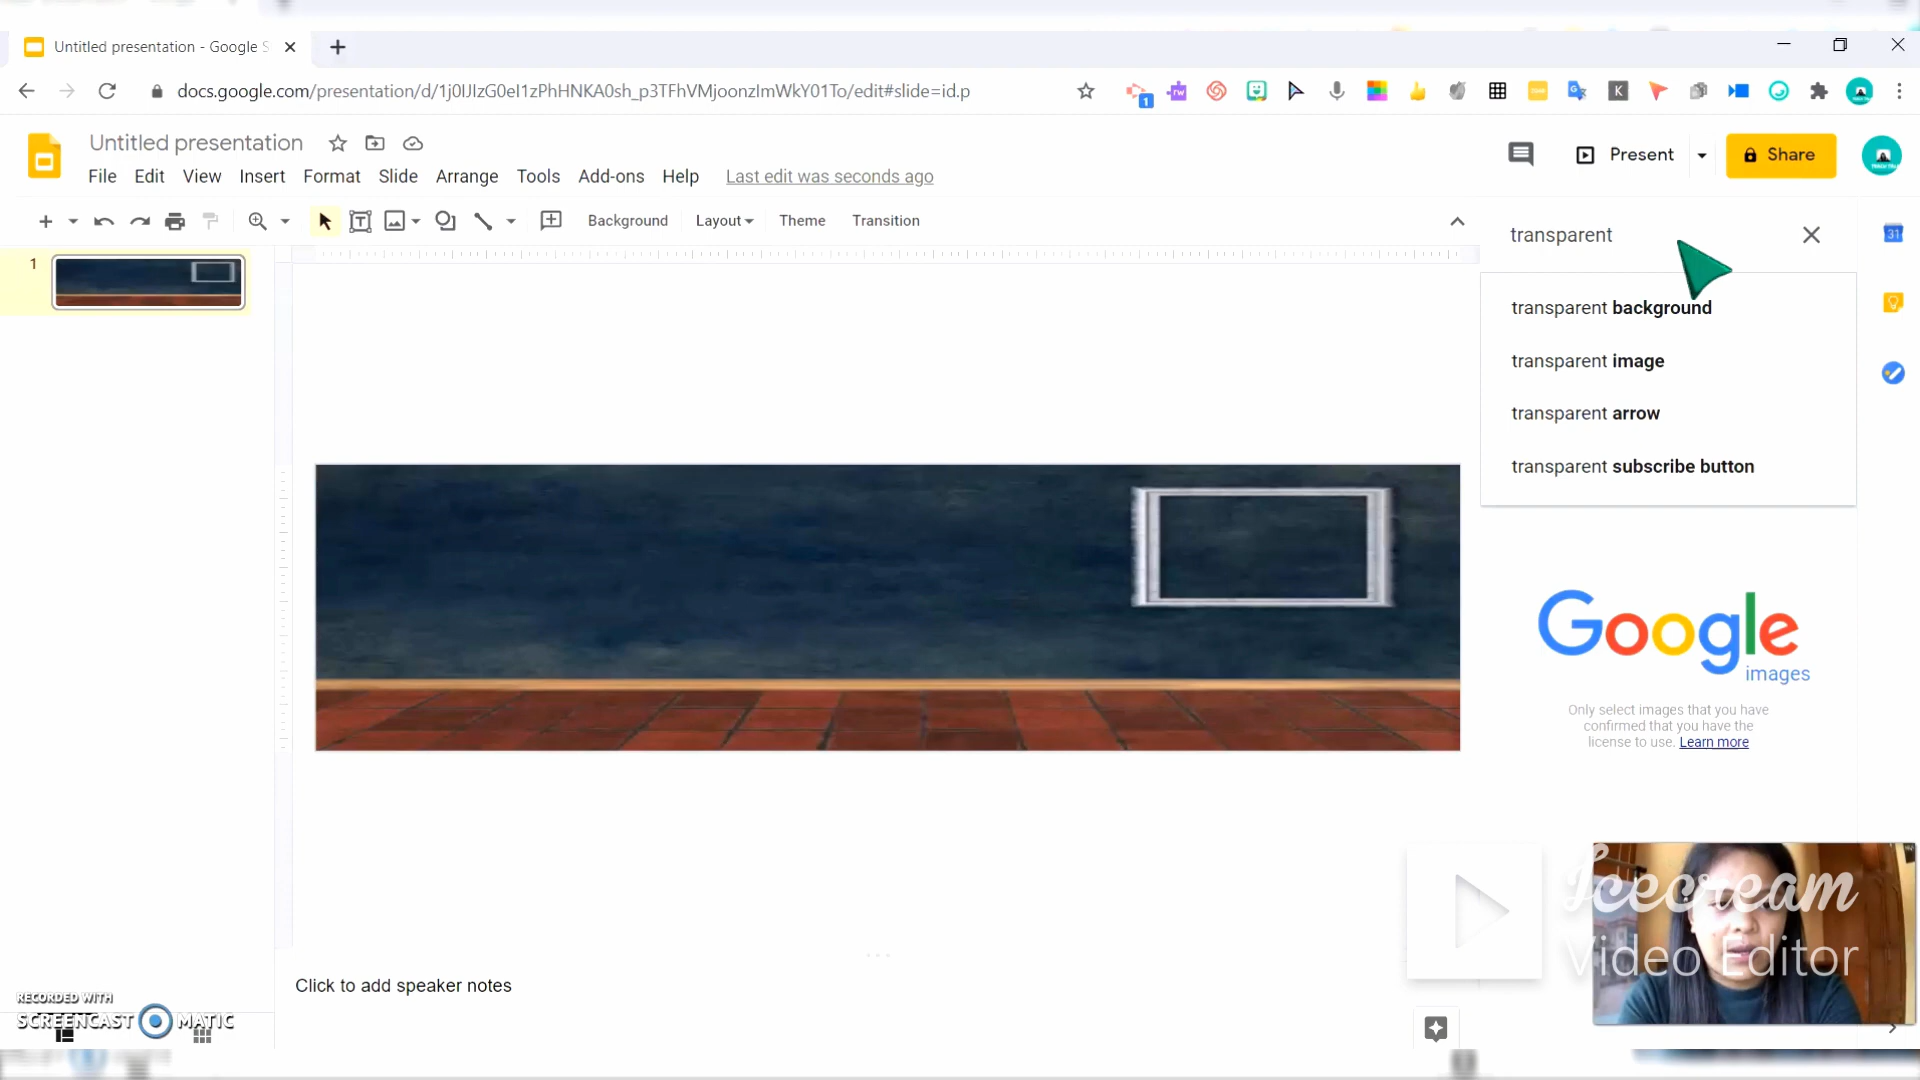 Untitled presentation - Google S
docs.google.com/presentation/d/1j0lJIzG0eI1zPhHNKA0sh_p3TFhVMjoonzImWkY01To/edit#slide=id.p
1
Untitled presentation
Present
Share
File Edit View Insert Format Slide Arrange Tools Add-ons Help Last edit was seconds ago
Background Layout Theme Transition
transparent
31
1
transparent background
transparent image
transparent arrow
transparent subscribe button
Google
images
Only select images that you have
confirmed that you have the
license to use. Learn more
Icecream
Video Editor
Click to add speaker notes
RECORDED WITH
SCREENCAST MATIC